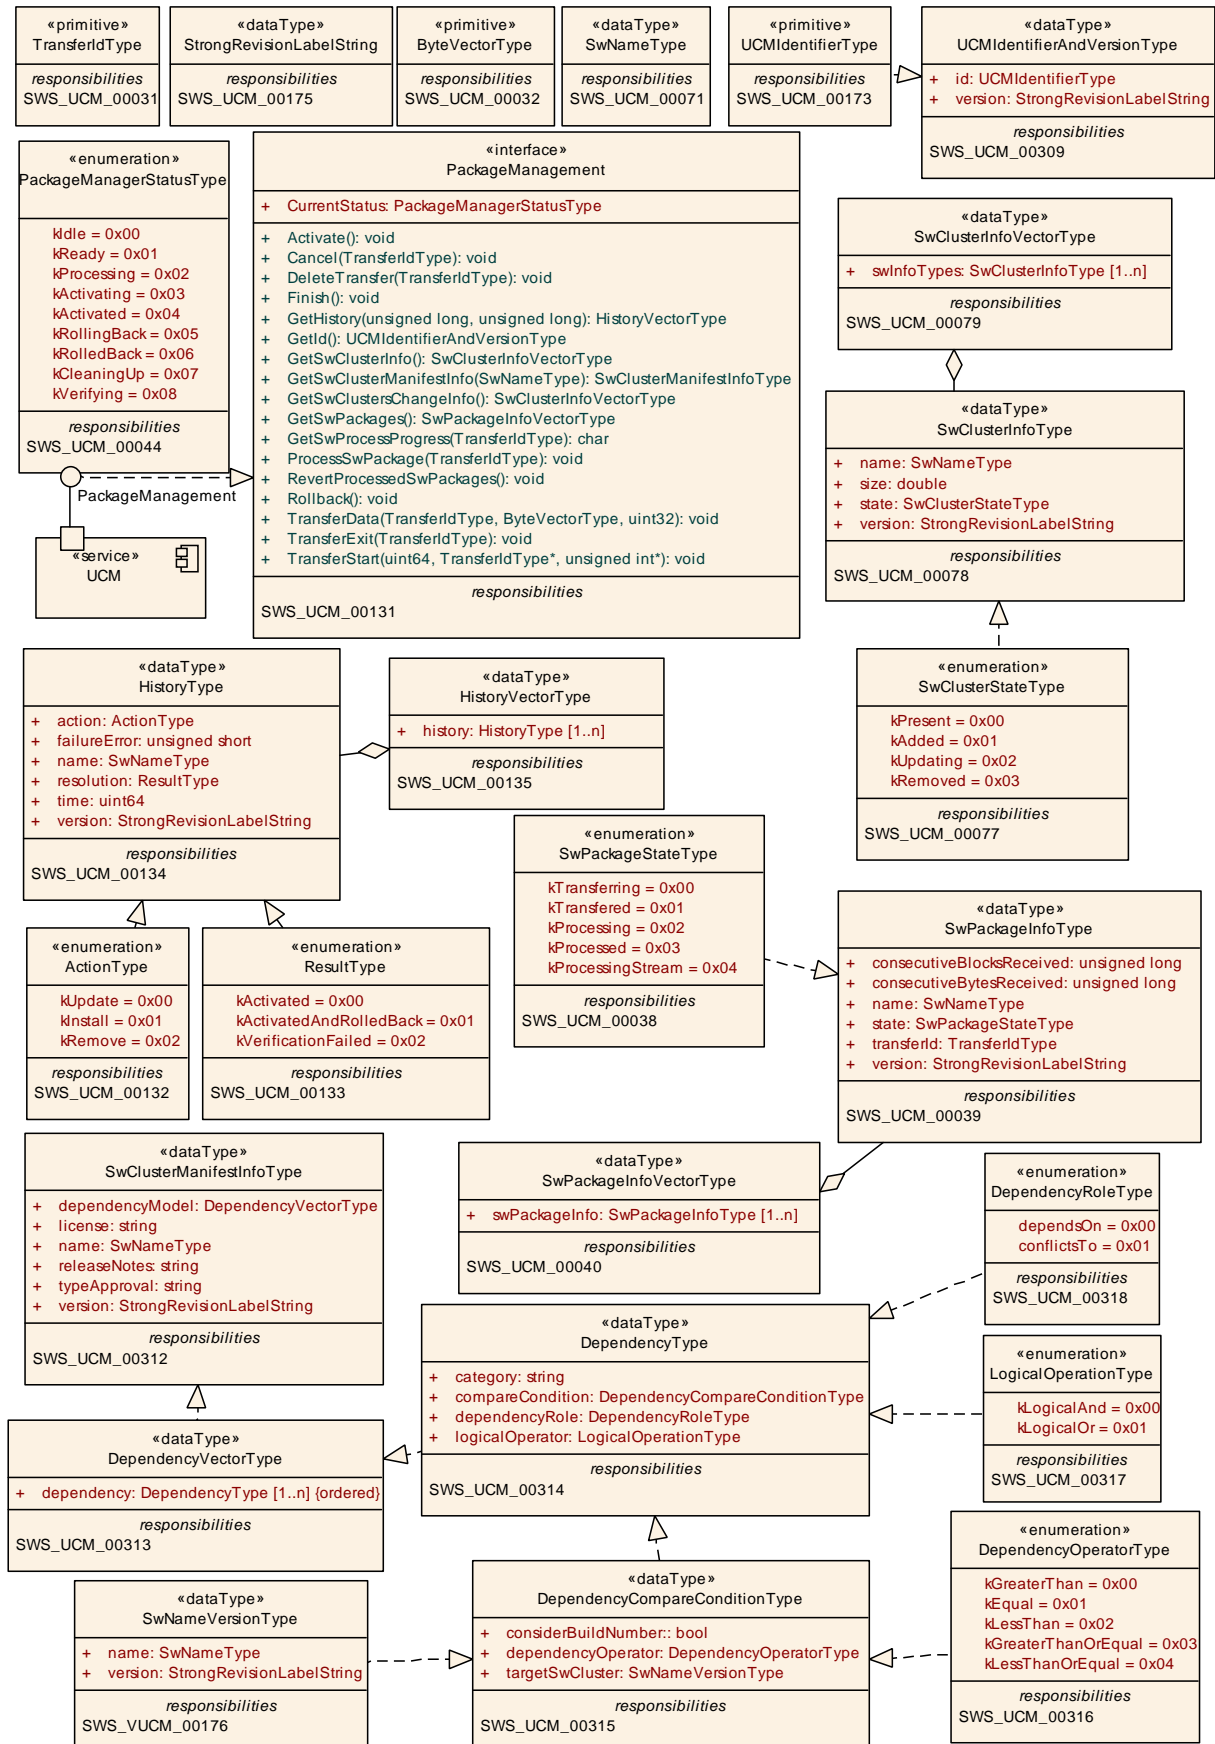 «primitive»
TransferIdType
responsibilities
SWS_UCM_00031
«dataType»
StrongRevisionLabelString
responsibilities
SWS_UCM_00175
«primitive»
ByteVectorType
responsibilities
SWS_UCM_00032
«dataType»
SwNameType
responsibilities
SWS_UCM_00071
«primitive»
UCMIdentifierType
responsibilities
SWS_UCM_00173
«dataType»
UCMIdentifierAndVersionType
+ id: UCMIdentifierType
+ version: StrongRevisionLabelString
responsibilities
SWS_UCM_00309
«enumeration»
PackageManagerStatusType
kIdle = 0x00
kReady = 0x01
kProcessing = 0x02
kActivating = 0x03
kActivated = 0x04
kRollingBack = 0x05
kRolledBack = 0x06
kCleaningUp = 0x07
kVerifying = 0x08
responsibilities
SWS_UCM_00044
PackageManagement
«service»
UCM
«interface»
PackageManagement
+ CurrentStatus: PackageManagerStatusType
+ Activate(): void
+ Cancel(TransferIdType): void
+ DeleteTransfer(TransferIdType): void
+ Finish(): void
+ GetHistory(unsigned long, unsigned long): HistoryVectorType
+ GetId(): UCMIdentifierAndVersionType
+ GetSwClusterInfo(): SwClusterInfoVectorType
+ GetSwClusterManifestInfo(SwNameType): SwClusterManifestInfoType
+ GetSwClustersChangeInfo(): SwClusterInfoVectorType
+ GetSwPackages(): SwPackageInfoVectorType
+ GetSwProcessProgress(TransferIdType): char
+ ProcessSwPackage(TransferIdType): void
+ RevertProcessedSwPackages(): void
+ Rollback(): void
+ TransferData(TransferIdType, ByteVectorType, uint32): void
+ TransferExit(TransferIdType): void
+ TransferStart(uint64, TransferIdType*, unsigned int*): void
responsibilities
SWS_UCM_00131
«dataType»
SwClusterInfoVectorType
+ swInfoTypes: SwClusterInfoType [1..n]
responsibilities
SWS_UCM_00079
«dataType»
SwClusterInfoType
+ name: SwNameType
+ size: double
+ state: SwClusterStateType
+ version: StrongRevisionLabelString
responsibilities
SWS_UCM_00078
«enumeration»
SwClusterStateType
kPresent = 0x00
kAdded = 0x01
kUpdating = 0x02
kRemoved = 0x03
responsibilities
SWS_UCM_00077
«dataType»
HistoryType
+ action: ActionType
+ failureError: unsigned short
+ name: SwNameType
+ resolution: ResultType
+ time: uint64
+ version: StrongRevisionLabelString
responsibilities
SWS_UCM_00134
«dataType»
HistoryVectorType
+ history: HistoryType [1..n]
responsibilities
SWS_UCM_00135
«enumeration»
SwPackageStateType
kTransferring = 0x00
kTransfered = 0x01
kProcessing = 0x02
kProcessed = 0x03
kProcessingStream = 0x04
responsibilities
SWS_UCM_00038
«dataType»
SwPackageInfoType
+ consecutiveBlocksReceived: unsigned long
+ consecutiveBytesReceived: unsigned long
+ name: SwNameType
+ state: SwPackageStateType
+ transferId: TransferIdType
+ version: StrongRevisionLabelString
responsibilities
SWS_UCM_00039
«enumeration»
ActionType
kUpdate = 0x00
kInstall = 0x01
kRemove = 0x02
responsibilities
SWS_UCM_00132
«enumeration»
ResultType
kActivated = 0x00
kActivatedAndRolledBack = 0x01
kVerificationFailed = 0x02
responsibilities
SWS_UCM_00133
«dataType»
SwClusterManifestInfoType
+ dependencyModel: DependencyVectorType
+ license: string
+ name: SwNameType
+ releaseNotes: string
+ typeApproval: string
+ version: StrongRevisionLabelString
responsibilities
SWS_UCM_00312
«dataType»
SwPackageInfoVectorType
+ swPackageInfo: SwPackageInfoType [1..n]
responsibilities
SWS_UCM_00040
«enumeration»
DependencyRoleType
dependsOn = 0x00
conflictsTo = 0x01
responsibilities
SWS_UCM_00318
«dataType»
DependencyType
+ category: string
+ compareCondition: DependencyCompareConditionType
+ dependencyRole: DependencyRoleType
+ logicalOperator: LogicalOperationType
responsibilities
SWS_UCM_00314
«enumeration»
LogicalOperationType
kLogicalAnd = 0x00
kLogicalOr = 0x01
responsibilities
SWS_UCM_00317
«dataType»
DependencyVectorType
+ dependency: DependencyType [1..n] {ordered}
responsibilities
SWS_UCM_00313
«enumeration»
DependencyOperatorType
kGreaterThan = 0x00
kEqual = 0x01
kLessThan = 0x02
kGreaterThanOrEqual = 0x03
kLessThanOrEqual = 0x04
responsibilities
SWS_UCM_00316
«dataType»
SwNameVersionType
+ name: SwNameType
+ version: StrongRevisionLabelString
responsibilities
SWS_VUCM_00176
«dataType»
DependencyCompareConditionType
+ considerBuildNumber:: bool
+ dependencyOperator: DependencyOperatorType
+ targetSwCluster: SwNameVersionType
responsibilities
SWS_UCM_00315